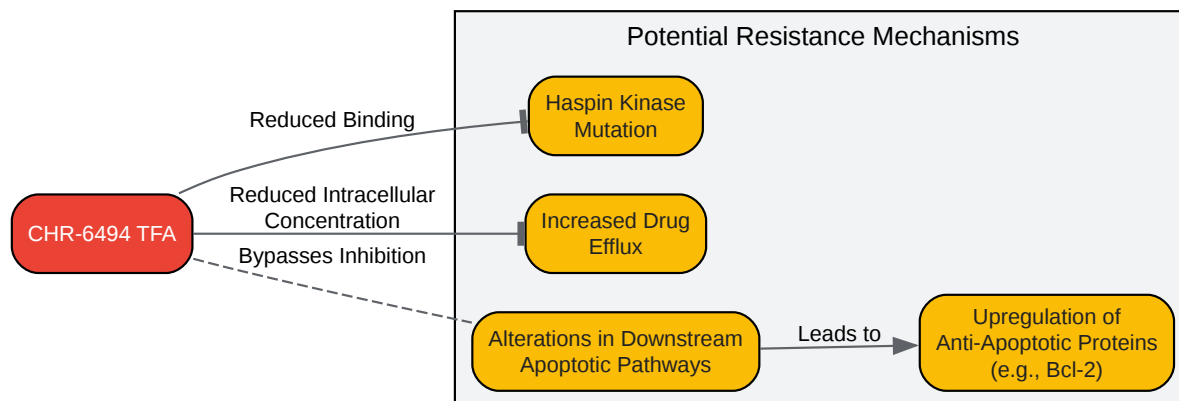 Potential Resistance Mechanisms
Haspin Kinase
Mutation
Reduced Binding
Reduced Intracellular
Concentration
CHR-6494 TFA
Increased Drug
Efflux
Bypasses Inhibition
Alterations in Downstream
Apoptotic Pathways
Leads to
Upregulation of
Anti-Apoptotic Proteins
(e.g., Bcl-2)